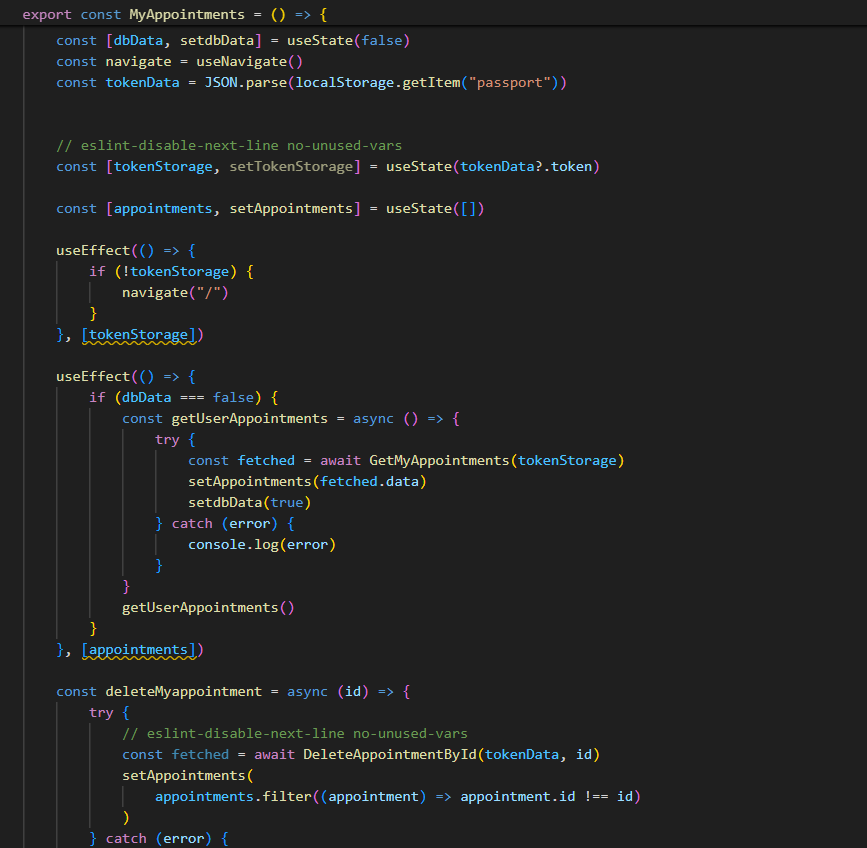 export const MyAppointments = () => {
const [dbData, setdbData] = useState(false)
const navigate = useNavigate()
const tokenData = JSON.parse(localStorage.getItem("passport"))
// eslint-disable-next-line no-unused-vars
const [tokenStorage, setTokenStorage] = useState(tokenData?.token)
const [appointments, setAppointments] = useState([])
useEffect(() => {
if (!tokenStorage) {
navigate("/")
}
}, [tokenStorage])
useEffect(() => {
if (dbData === false) {
const getUserAppointments = async () => {
try {
const fetched = await GetMyAppointments(tokenStorage)
setAppointments(fetched.data)
setdbData(true)
} catch (error) {
console.log(error)
}
}
getUserAppointments()
}
}, [appointments])
const deleteMyappointment = async (id) => {
try {
// eslint-disable-next-line no-unused-vars
const fetched = await DeleteAppointmentById(tokenData, id)
setAppointments(
appointments.filter((appointment) => appointment.id !== id)
)
} catch (error) {